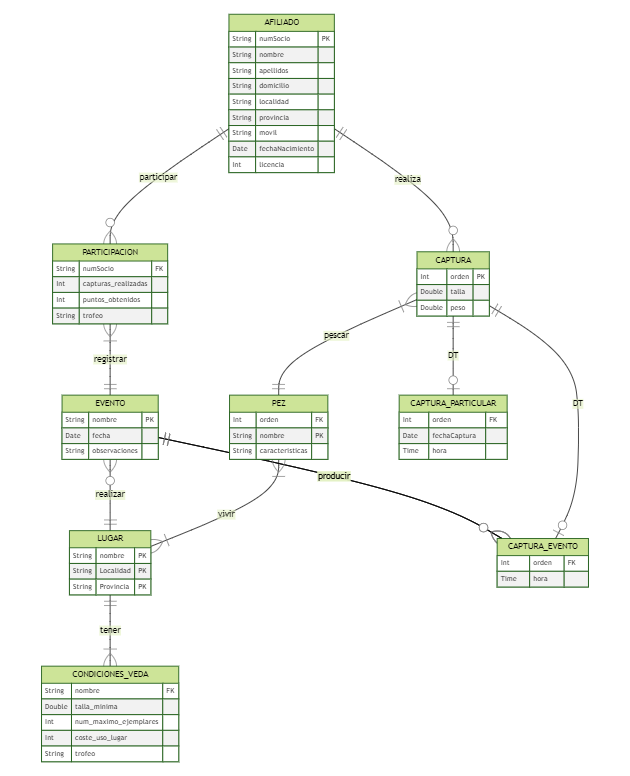 AFILIADO
String numSocio PK
String nombre
String apellidos
String domicilio
String localidad
String provincia
String movil
Date fechaNacimiento
Int licencia
participar
realiza
PARTICIPACION
String numSocio FK
Int capturas_realizadas
Int puntos_obtenidos
String trofeo
CAPTURA
Int orden PK
Double talla
Double peso
pescar
registrar
DT
DT
EVENTO
String nombre PK
Date fecha
String observaciones
PEZ
Int orden FK
String nombre PK
String caracteristicas
CAPTURA_PARTICULAR
Int orden FK
Date fechaCaptura
Time hora
producir
realizar
vivir
LUGAR
String nombre PK
String Localidad PK
String Provincia PK
CAPTURA_EVENTO
Int orden FK
Time hora
tener
CONDICIONES_VEDA
String nombre FK
Double talla_minima
Int num_maximo_ejemplares
Int coste_uso_lugar
String trofeo